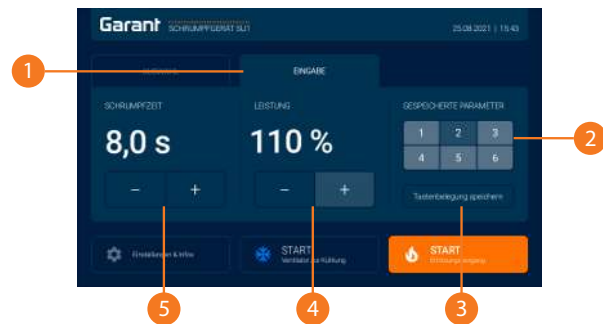 Garant SCHRUMPFGERÄT SU1 25.08.2021 | 15:43
1
EINGABE
SCHRUMPFZEIT LEISTUNG GESPEICHERTE PARAMETER
8,0 s 110 %
1 2 3
2
4 5 6
− + − + Tastenbelegung speichern
Einstellungen & Infos
START
Ventilator zur Kühlung
START
5 4 3